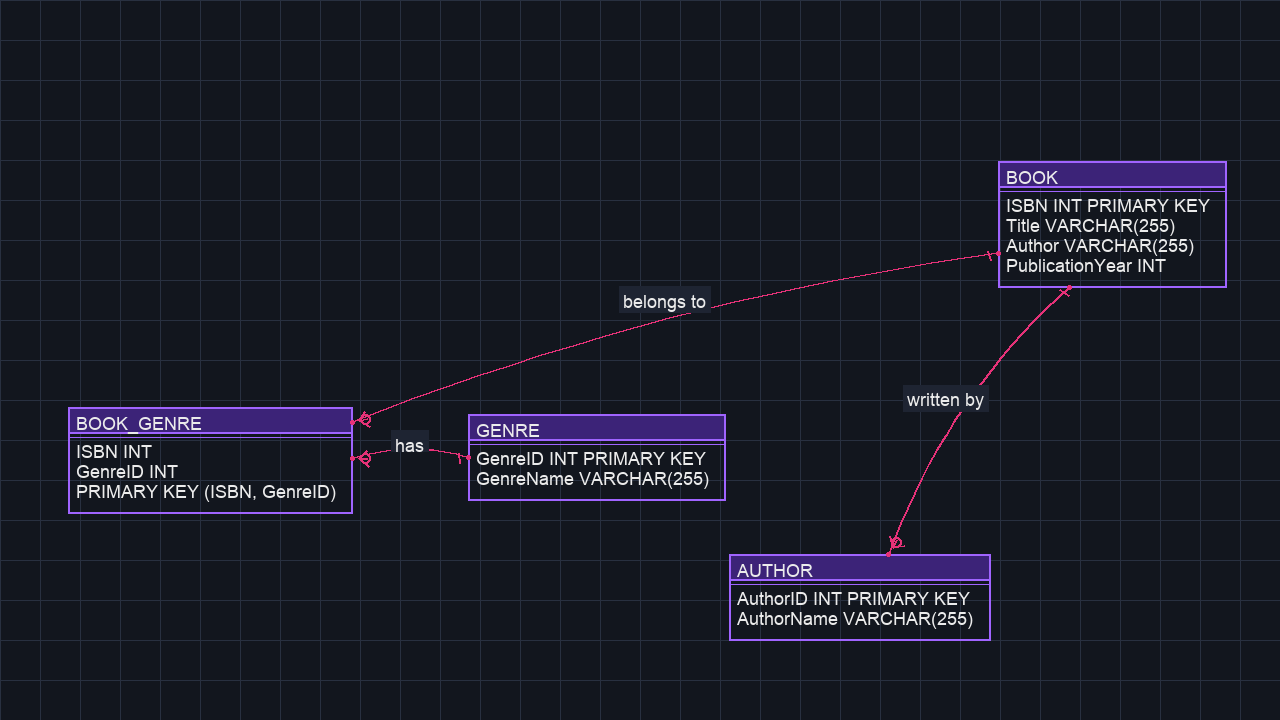 BOOK
ISBN INT PRIMARY KEY
Title VARCHAR(255)
Author VARCHAR(255)
PublicationYear INT
belongs to
written by
BOOK_GENRE
ISBN INT
GenreID INT
PRIMARY KEY (ISBN, GenreID)
has
GENRE
GenreID INT PRIMARY KEY
GenreName VARCHAR(255)
AUTHOR
AuthorID INT PRIMARY KEY
AuthorName VARCHAR(255)